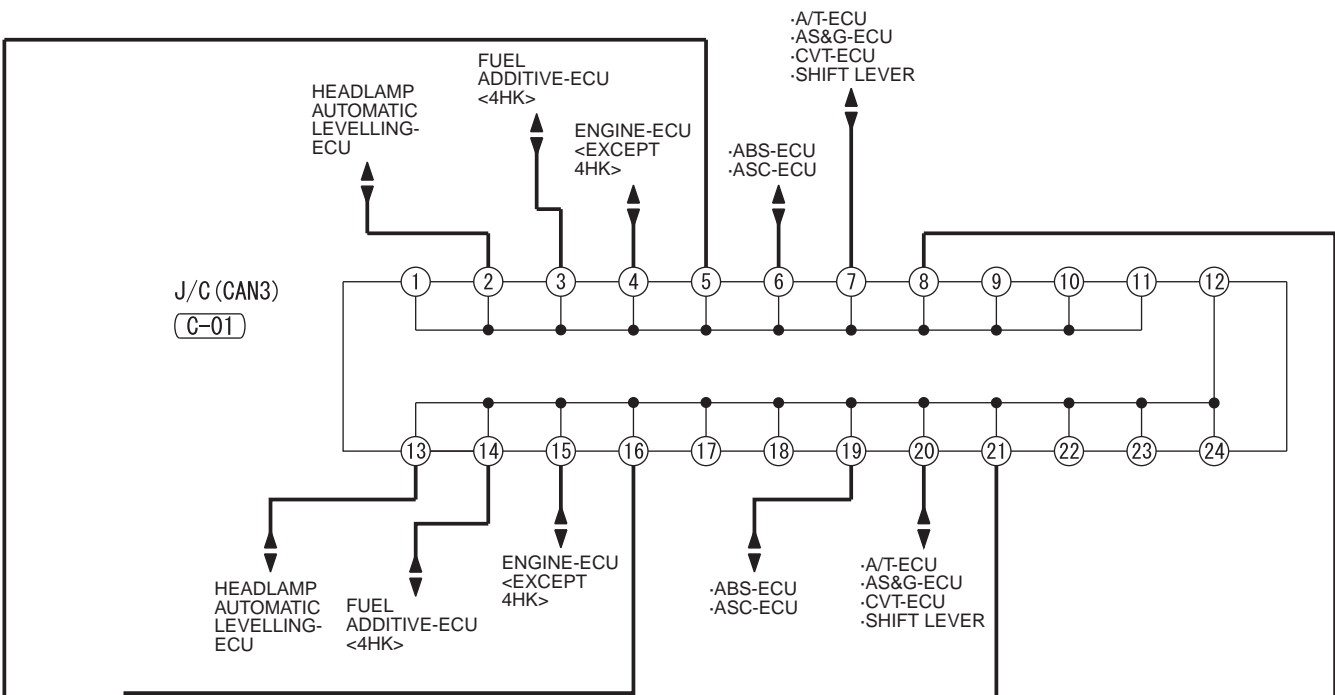 ·A/T-ECU
·AS&G-ECU
·CVT-ECU
·SHIFT LEVER
FUEL
ADDITIVE-ECU
<4HK>
HEADLAMP
AUTOMATIC
LEVELLING-
ECU
ENGINE-ECU
<EXCEPT
4HK>
·ABS-ECU
·ASC-ECU
J/C(CAN3)
C-01
1 2 3 4 5 6 7 8 9 10 11 12
13 14 15 16 17 18 19 20 21 22 23 24
HEADLAMP
AUTOMATIC
LEVELLING-
ECU
FUEL
ADDITIVE-ECU
<4HK>
ENGINE-ECU
<EXCEPT
4HK>
·ABS-ECU
·ASC-ECU
·A/T-ECU
·AS&G-ECU
·CVT-ECU
·SHIFT LEVER